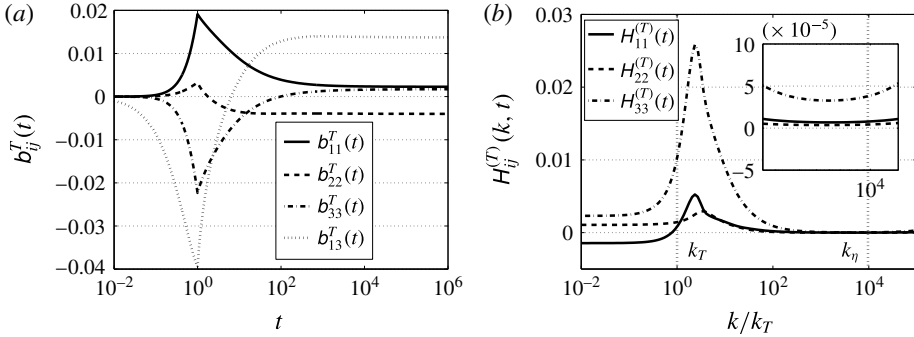 (a)
0.02
0.01
0
−0.01
−0.02
−0.03
−0.04
b^T_ij(t)
b^T_11(t)
b^T_22(t)
b^T_33(t)
b^T_13(t)
10^−2 10^0 10^2 10^4 10^6
t
(b)
0.03
0.02
0.01
0
H^(T)_ij(k, t)
H^(T)_11(t)
H^(T)_22(t)
H^(T)_33(t)
(× 10^−5)
10
5
0
−5
10^4
k_T
k_η
10^−2 10^0 10^2 10^4
k/k_T